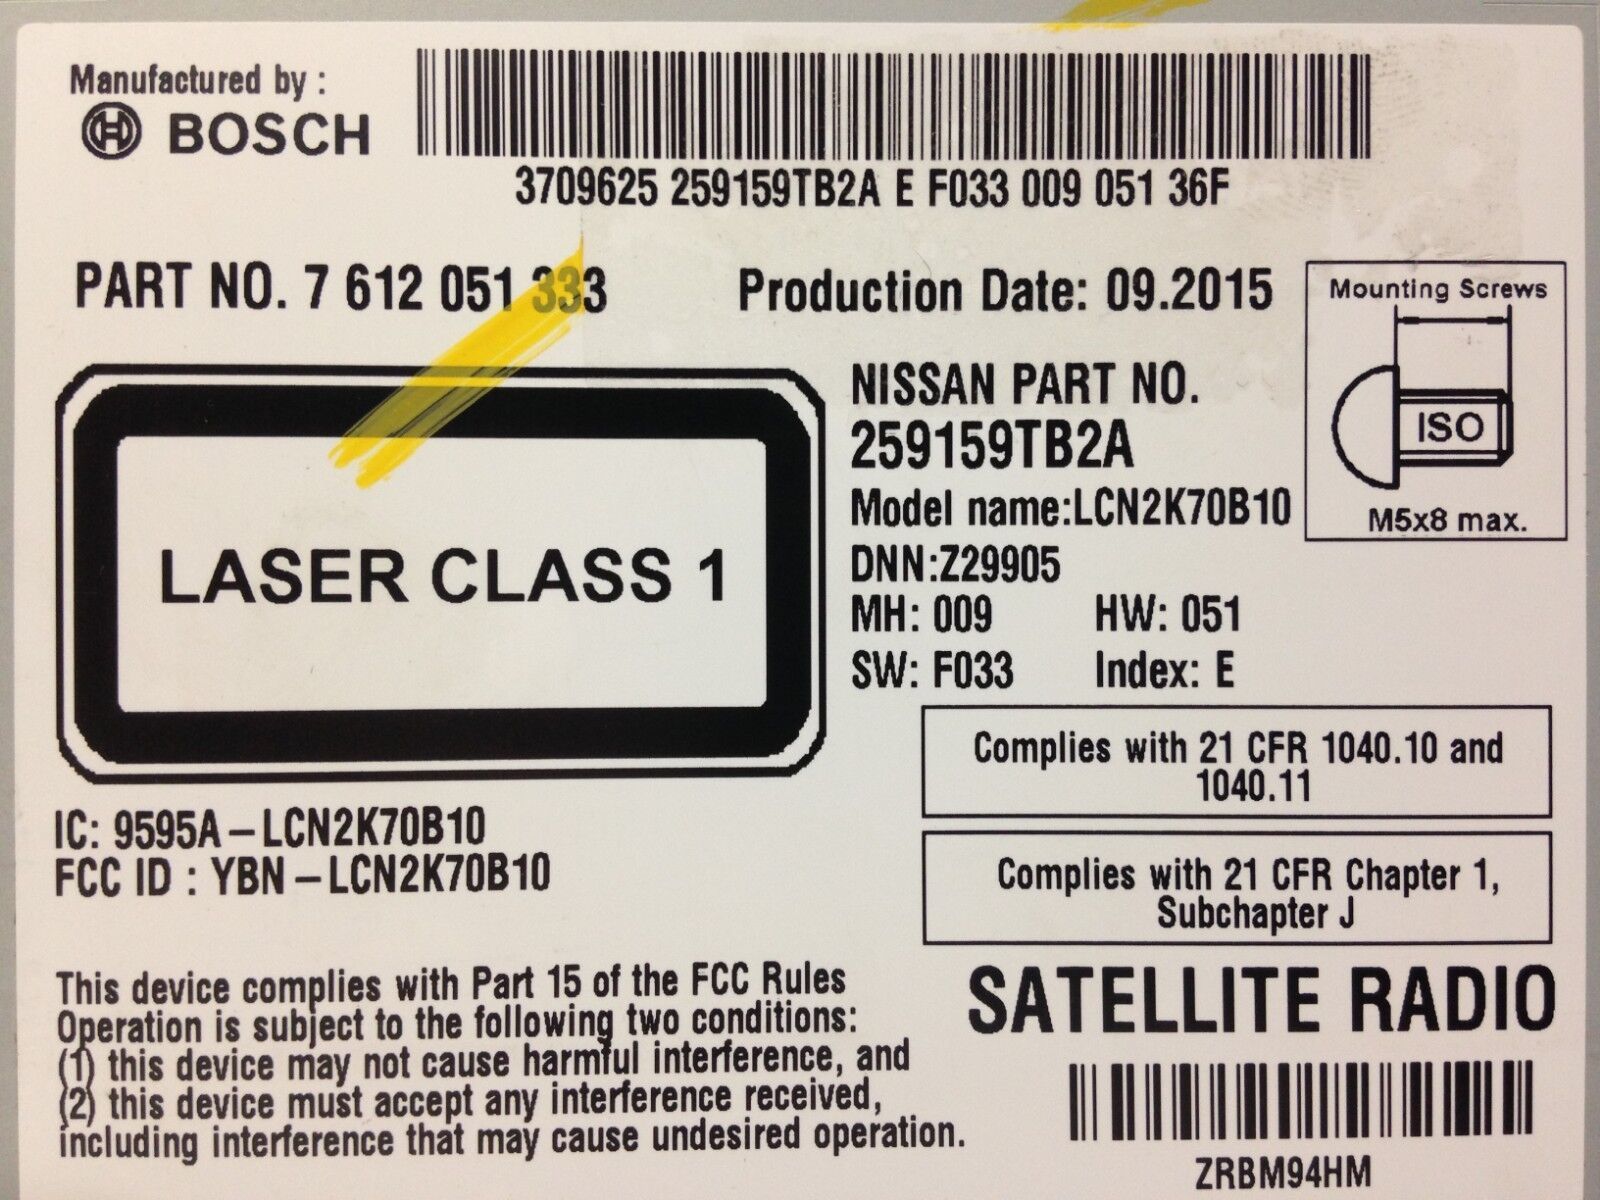 Manufactured by :
BOSCH
3709625 259159TB2A E F033 009 051 36F
PART NO. 7 612 051 333
Production Date: 09.2015
Mounting Screws
ISO
M5x8 max.
LASER CLASS 1
NISSAN PART NO.
259159TB2A
Model name:LCN2K70B10
DNN:Z29905
MH: 009 HW: 051
SW: F033 Index: E
Complies with 21 CFR 1040.10 and
1040.11
Complies with 21 CFR Chapter 1,
Subchapter J
IC: 9595A–LCN2K70B10
FCC ID : YBN–LCN2K70B10
This device complies with Part 15 of the FCC Rules
Operation is subject to the following two conditions:
(1) this device may not cause harmful interference, and
(2) this device must accept any interference received,
including interference that may cause undesired operation.
SATELLITE RADIO
ZRBM94HM